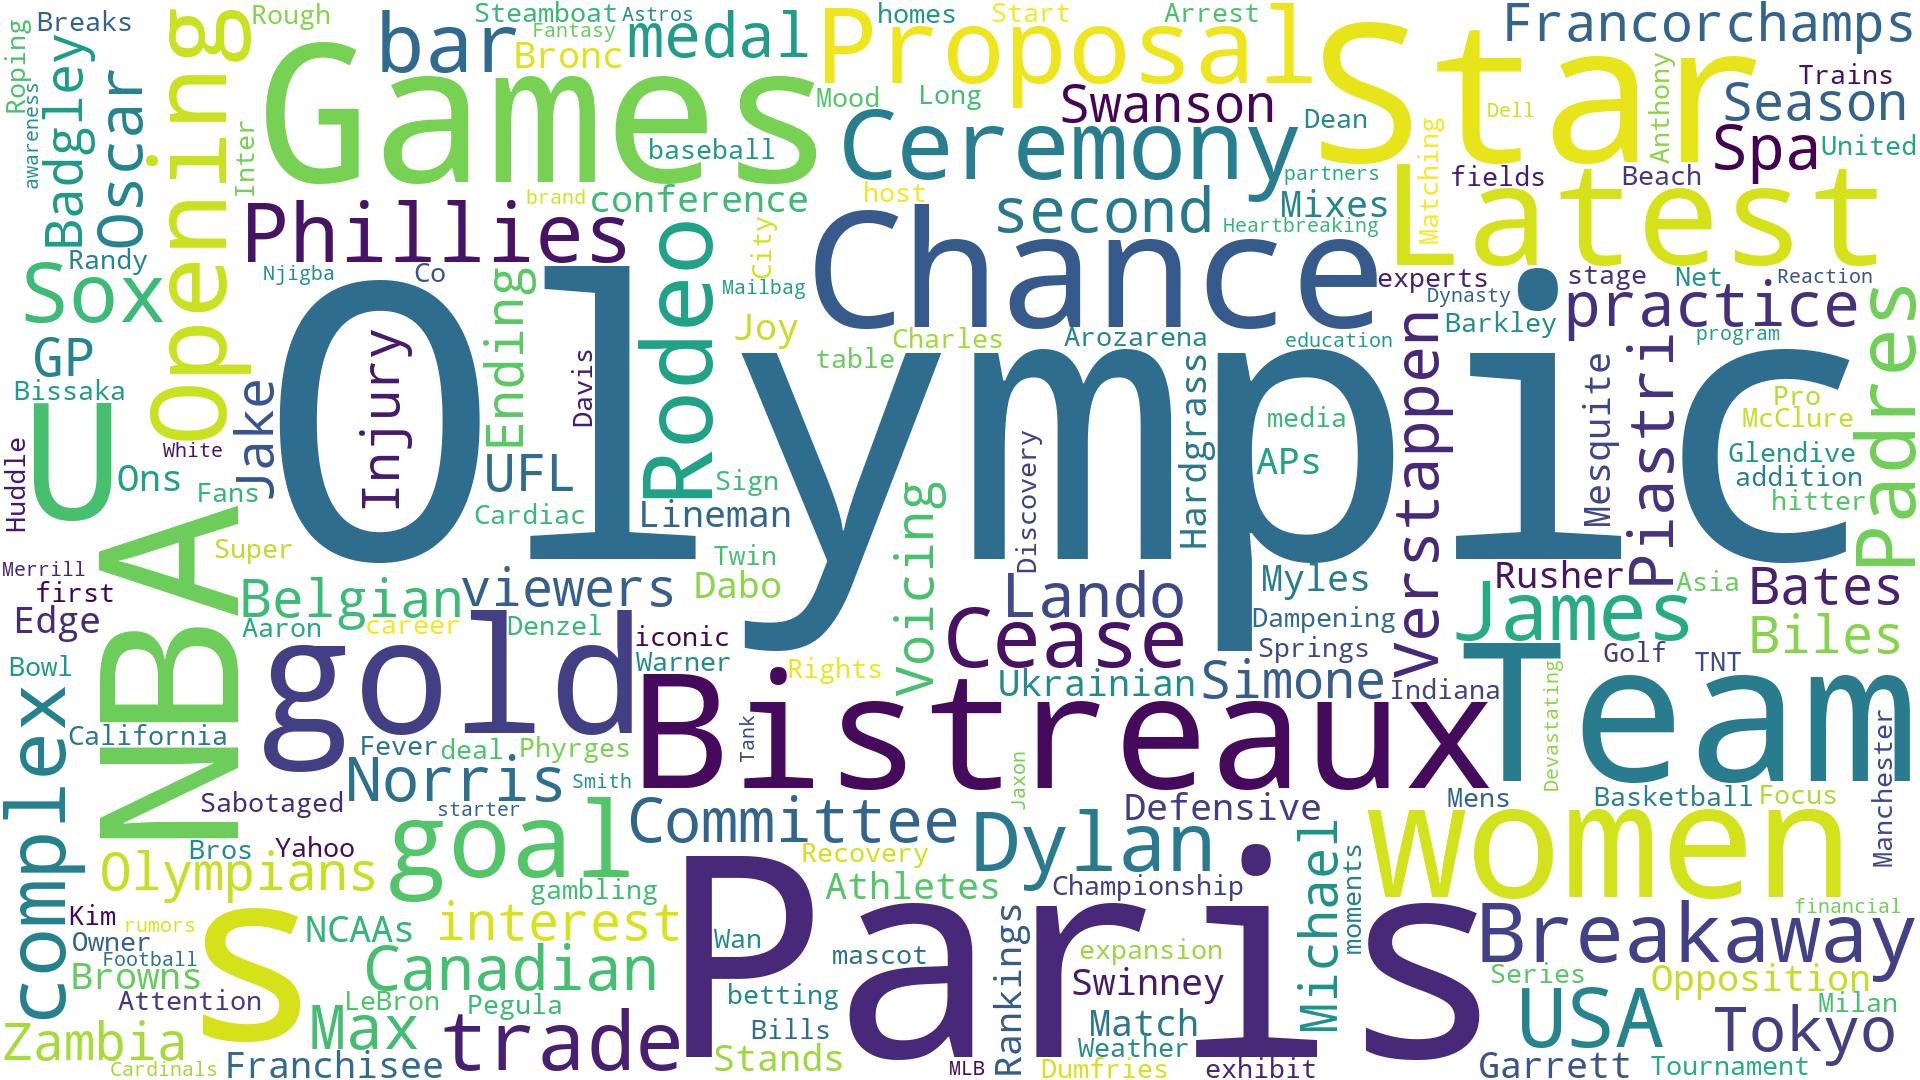 Roping
Breaks
Rough
Steamboat
Astros
Fantasy
bar
Bronc
medal
Proposal
homes
Start
Arrest
Star
Francorchamps
awareness
Badgley
Oscar
Opening
Inter
Games
Mood
Long
baseball
Swanson
Ceremony
Dean
Matching
Dell
Anthony
Trains
Season
Spa
United
partners
fields
Beach
Latest
Mixes
Heartbreaking
brand
conference
host
second
Phillies
Rodeo
City
Chance
Randy
Sox
Njigba
Co
Ending
Mailbag
Joy
experts
Dynasty
stage
Net
Reaction
practice
Barkley
program
Padres
GP
Bissaka
Jake
Injury
Davis
table
Charles
Arozarena
education
Olympic
Hardgrass
media
APs
Verstappen
Mesquite
Piastri
Pro
McClure
Glendive
addition
hitter
U
Ons
Huddle
White
Fans
UFL
Cardiac
Lineman
Sign
Discovery
Voicing
Super
Merrill
first
Edge
NBA
Belgian
viewers
Twin
Dabo
Lando
Myles
Rusher
Asia
Bates
Aaron
career
Denzel
iconic
Warner
Rights
Cease
Dampening
Springs
James
Biles
Golf
TNT
Bowl
complex
California
gold
Ukrainian
Simone
Indiana
Team
Fever
deal
Phyrges
Bistreaux
Tank
Devastating
Manchester
Norris
Smith
Sabotaged
starter
goal
Committee
Jaxon
Dylan
Defensive
Mens
Basketball
Focus
women
Bros
Yahoo
Olympians
Recovery
gambling
Athletes
Championship
Michael
moments
Kim
rumors
Owner
Football
Browns
S
NCAAs
interest
Paris
Wan
mascot
Rankings
expansion
Swinney
Breakaway
financial
Series
Opposition
Attention
Canadian
LeBron
Pegula
betting
Milan
Zambia
Max
trade
Bills
Stands
Match
Weather
USA
Tokyo
Cardinals
Franchisee
MLB
Dumfries
exhibit
Garrett
Tournament